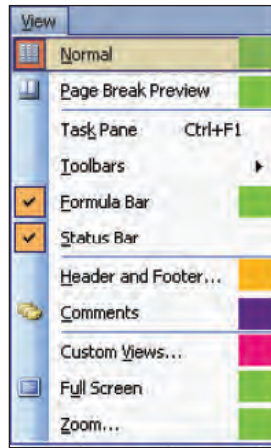 View
Normal
Page Break Preview
Task Pane Ctrl+F1
Toolbars
Formula Bar
Status Bar
Header and Footer...
Comments
Custom Views...
Full Screen
Zoom...